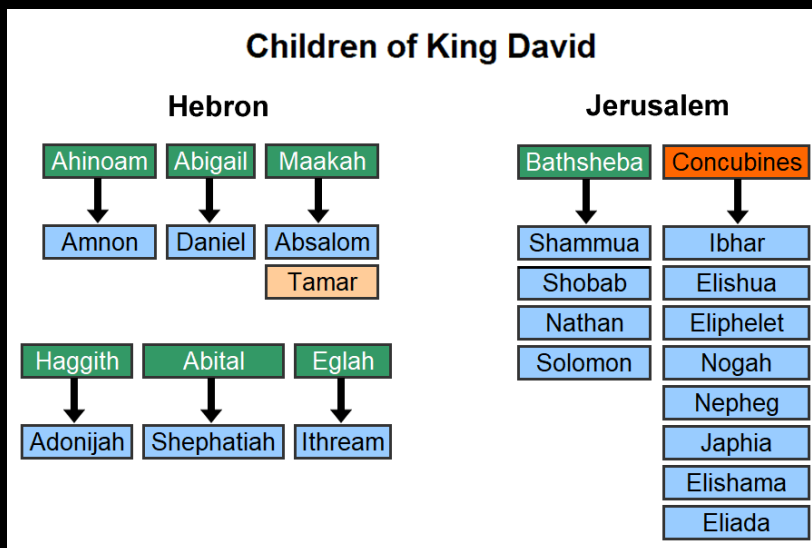 Children of King David
Hebron
Ahinoam Abigail Maakah
Amnon Daniel Absalom
Tamar
Haggith Abital Eglah
Adonijah Shephatiah Ithream
Jerusalem
Bathsheba Concubines
Shammua Ibhar
Shobab Elishua
Nathan Eliphelet
Solomon Nogah
Nepheg
Japhia
Elishama
Eliada